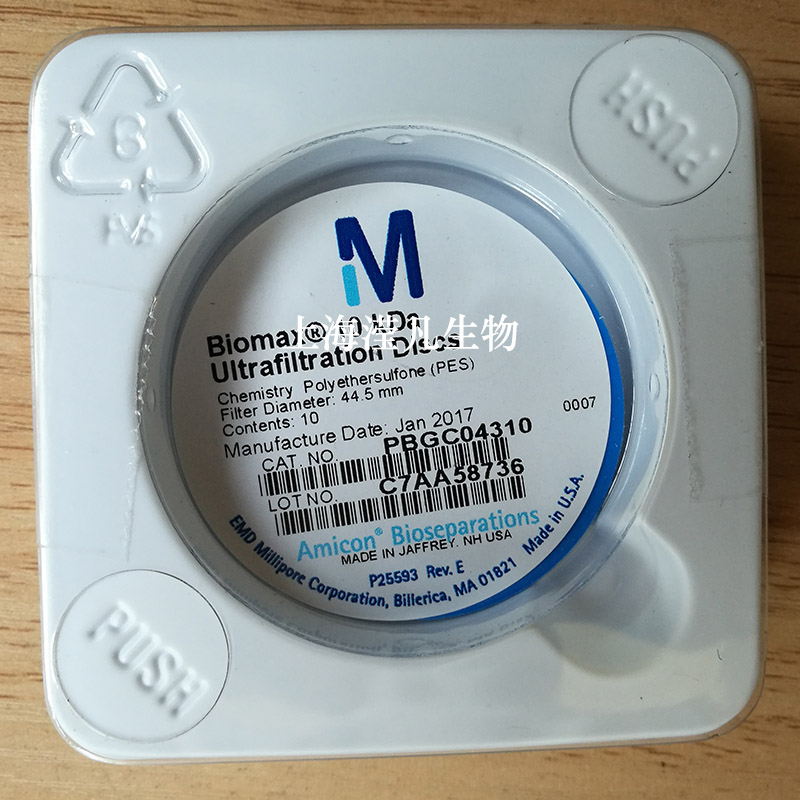 PUSH
M
Biomax® 10 kDa
上海滢凡生物
Ultrafiltration Discs
Chemistry Polyethersulfone (PES)
Filter Diameter: 44.5 mm
Contents: 10
0007
Manufacture Date: Jan 2017
CAT. NO. PBGC04310
LOT NO. C7AA58736
Amicon® Bioseparations
MADE IN JAFFREY. NH USA
P25593 Rev. E
EMD Millipore Corporation, Billerica, MA 01821 Made in U.S.A.
PUSH